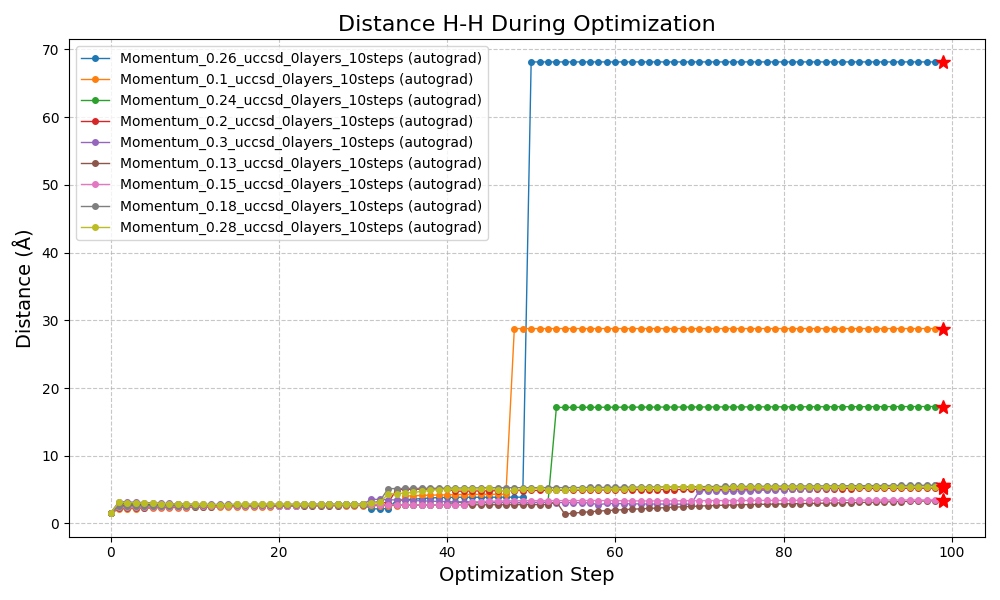 Distance H-H During Optimization
70
60
50
40
30
20
10
0
Distance (Å)
Momentum_0.26_uccsd_0layers_10steps (autograd)
Momentum_0.1_uccsd_0layers_10steps (autograd)
Momentum_0.24_uccsd_0layers_10steps (autograd)
Momentum_0.2_uccsd_0layers_10steps (autograd)
Momentum_0.3_uccsd_0layers_10steps (autograd)
Momentum_0.13_uccsd_0layers_10steps (autograd)
Momentum_0.15_uccsd_0layers_10steps (autograd)
Momentum_0.18_uccsd_0layers_10steps (autograd)
Momentum_0.28_uccsd_0layers_10steps (autograd)
0 20 40 60 80 100
Optimization Step